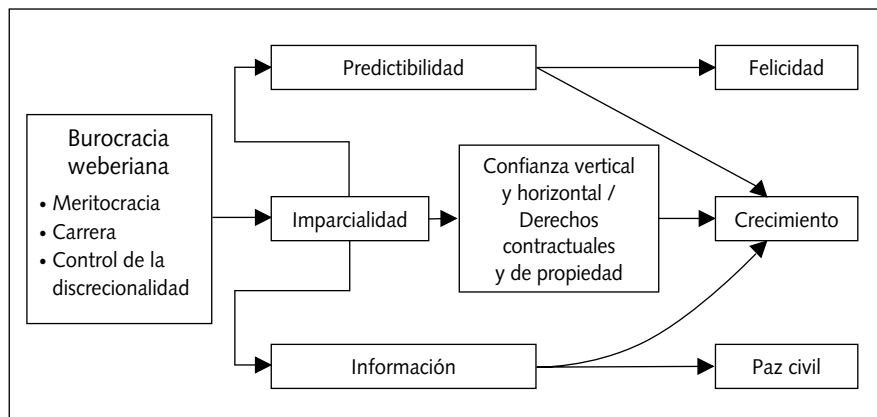 Predictibilidad
Felicidad
Burocracia
weberiana
• Meritocracia
• Carrera
• Control de la
discrecionalidad
Imparcialidad
Confianza vertical
y horizontal /
Derechos
contractuales
y de propiedad
Crecimiento
Información
Paz civil